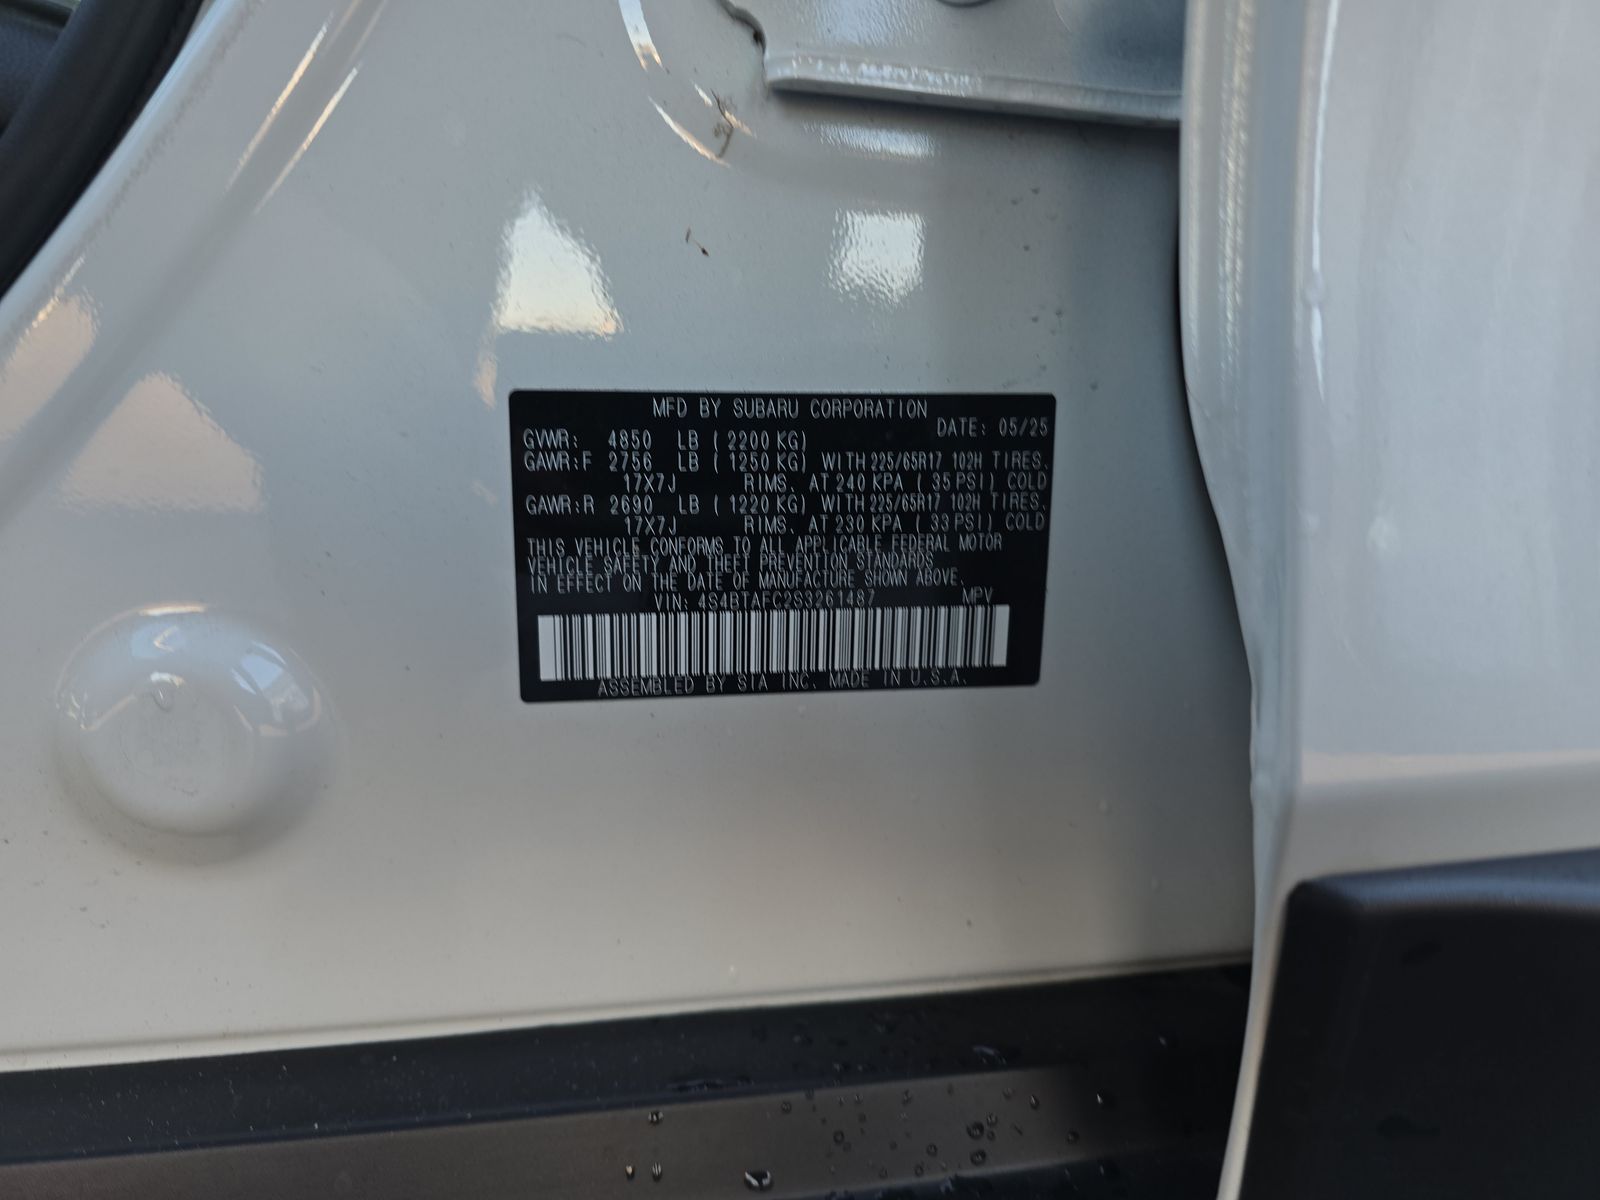 MFD BY SUBARU CORPORATION
DATE: 05/25
GVWR: 4850 LB ( 2200 KG)
GAWR:F 2756 LB ( 1250 KG) WITH 225/65R17 102H TIRES,
17X7J RIMS, AT 240 KPA ( 35 PSI) COLD
GAWR:R 2690 LB ( 1220 KG) WITH 225/65R17 102H TIRES,
17X7J RIMS, AT 230 KPA ( 33 PSI) COLD
THIS VEHICLE CONFORMS TO ALL APPLICABLE FEDERAL MOTOR
VEHICLE SAFETY AND THEFT PREVENTION STANDARDS
IN EFFECT ON THE DATE OF MANUFACTURE SHOWN ABOVE.
VIN: 4S4BTAFC2S3261487 MPV
ASSEMBLED BY SIA INC. MADE IN U.S.A.